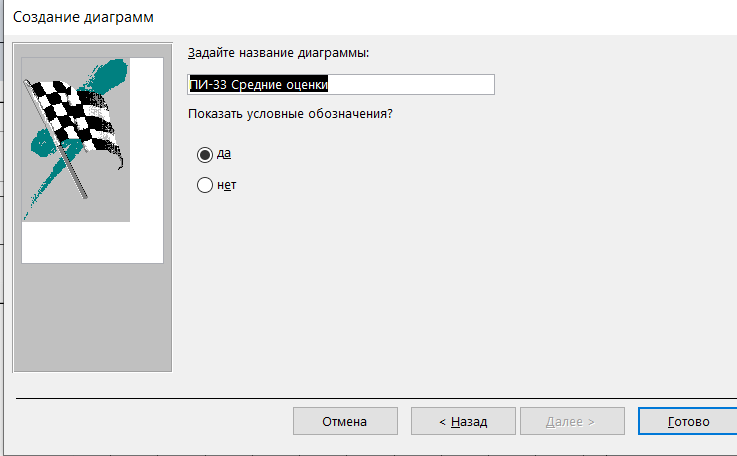 Создание диаграмм
Задайте название диаграммы:
ПИ-33 Средние оценки
Показать условные обозначения?
да
нет
Отмена
< Назад
Далее >
Готово